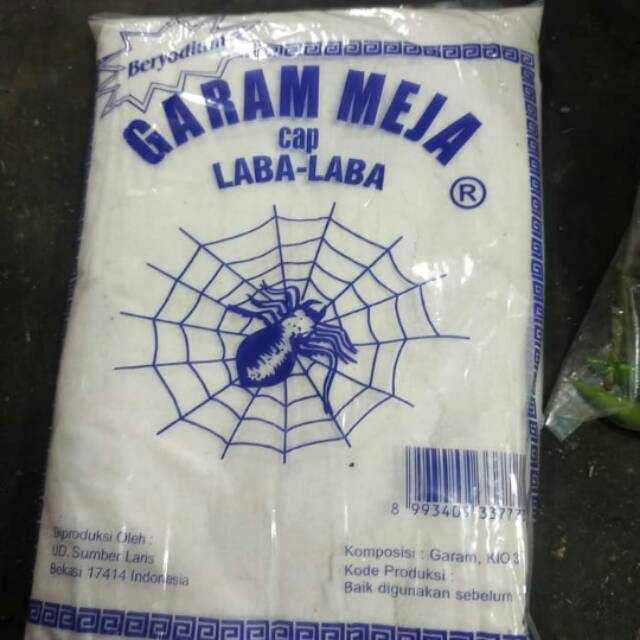 Beryodium
GARAM MEJA
cap
LABA-LABA
®
Diproduksi Oleh :
UD. Sumber Laris
Bekasi 17414 Indonesia
Komposisi : Garam, KIO3
Kode Produksi :
Baik digunakan sebelum